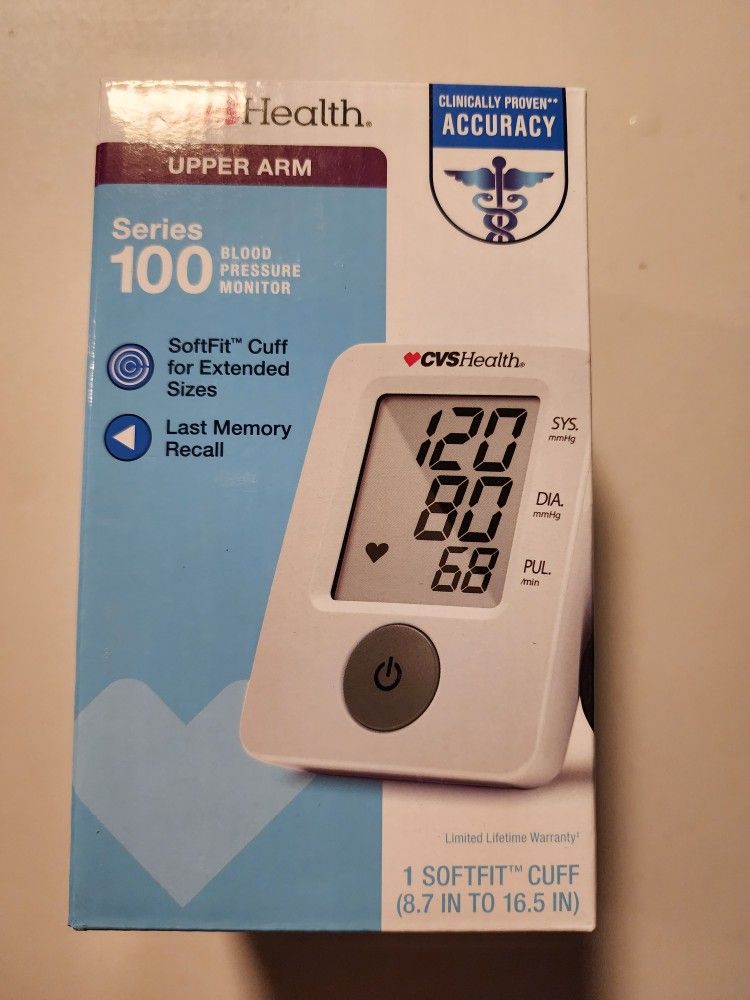 Health®
CLINICALLY PROVEN**
ACCURACY
UPPER ARM
Series
100
BLOOD
PRESSURE
MONITOR
SoftFit™ Cuff
for Extended
Sizes
Last Memory
Recall
CVSHealth®
120
SYS.
mmHg
80
DIA.
mmHg
68
PUL.
/min
Limited Lifetime Warranty‡
1 SOFTFIT™ CUFF
(8.7 IN TO 16.5 IN)